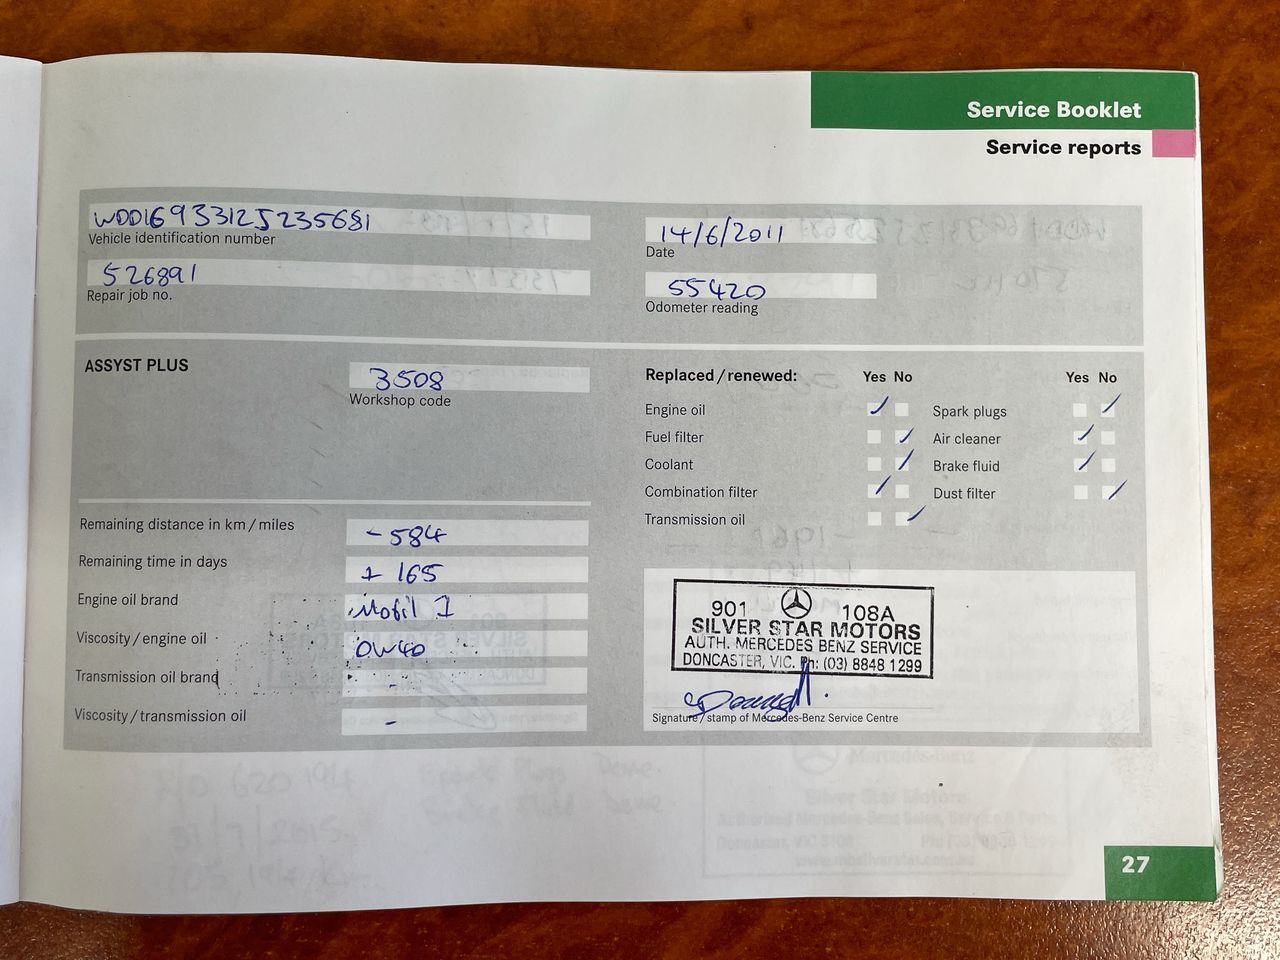 Service Booklet
Service reports
WDD1693312J235681
Vehicle identification number
14/6/2011
Date
526891
Repair job no.
55420
Odometer reading
ASSYST PLUS
3508
Workshop code
Replaced/renewed: Yes No Yes No
Engine oil Spark plugs
Fuel filter Air cleaner
Coolant Brake fluid
Combination filter Dust filter
Transmission oil
Remaining distance in km/miles - 584
Remaining time in days + 165
Engine oil brand Mobil 1
Viscosity/engine oil 0W40
Transmission oil brand -
Viscosity/transmission oil -
901 108A
SILVER STAR MOTORS
AUTH. MERCEDES BENZ SERVICE
DONCASTER, VIC. Ph: (03) 8848 1299
Signature/stamp of Mercedes-Benz Service Centre
27